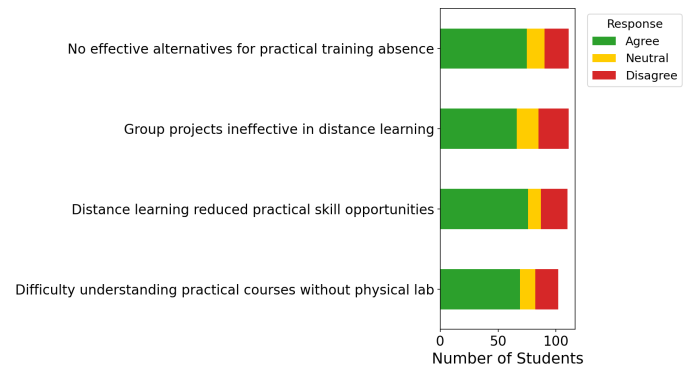 Response
Agree
Neutral
Disagree
No effective alternatives for practical training absence
Group projects ineffective in distance learning
Distance learning reduced practical skill opportunities
Difficulty understanding practical courses without physical lab
0 50 100
Number of Students